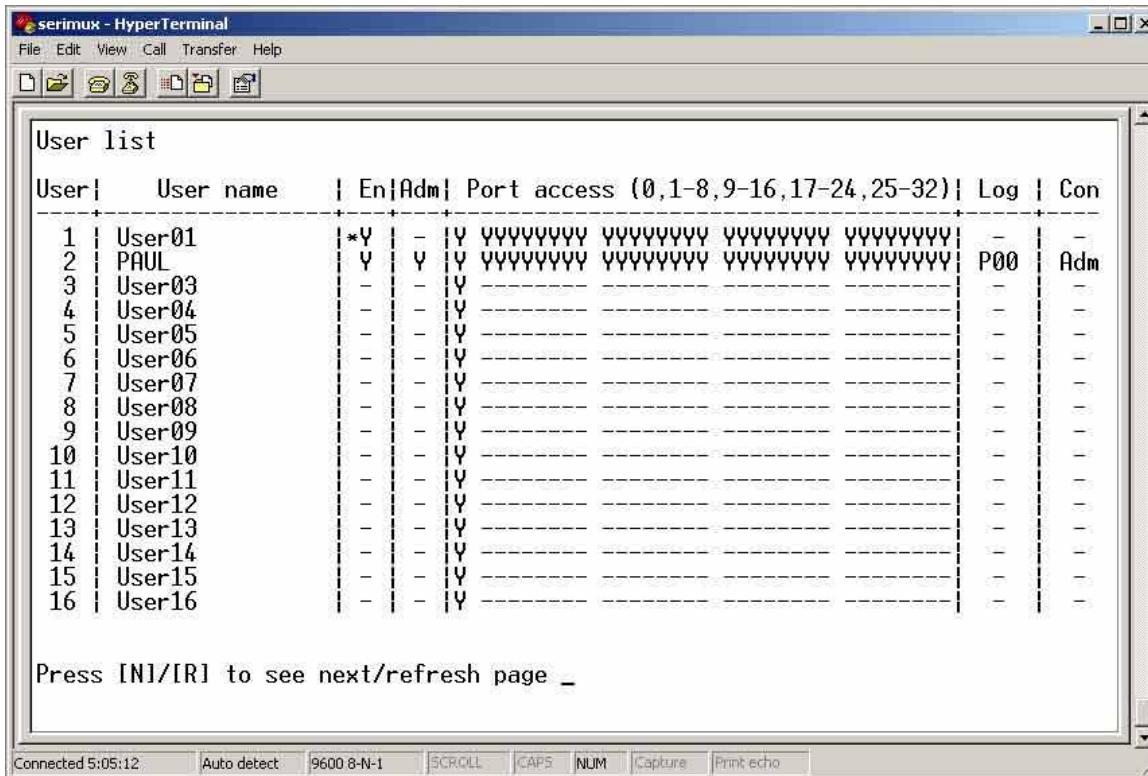 serimux - HyperTerminal
File Edit View Call Transfer Help
User list
User¦ User name ¦ En¦Adm¦ Port access (0,1-8,9-16,17-24,25-32)¦ Log ¦ Con
1 ¦ User01 ¦*Y ¦ - ¦Y YYYYYYYY YYYYYYYY YYYYYYYY YYYYYYYY¦ - ¦ -
2 ¦ PAUL ¦ Y ¦ Y ¦Y YYYYYYYY YYYYYYYY YYYYYYYY YYYYYYYY¦ P00 ¦ Adm
3 ¦ User03 ¦ - ¦ - ¦Y -------- -------- -------- --------¦ - ¦ -
4 ¦ User04 ¦ - ¦ - ¦Y -------- -------- -------- --------¦ - ¦ -
5 ¦ User05 ¦ - ¦ - ¦Y -------- -------- -------- --------¦ - ¦ -
6 ¦ User06 ¦ - ¦ - ¦Y -------- -------- -------- --------¦ - ¦ -
7 ¦ User07 ¦ - ¦ - ¦Y -------- -------- -------- --------¦ - ¦ -
8 ¦ User08 ¦ - ¦ - ¦Y -------- -------- -------- --------¦ - ¦ -
9 ¦ User09 ¦ - ¦ - ¦Y -------- -------- -------- --------¦ - ¦ -
10 ¦ User10 ¦ - ¦ - ¦Y -------- -------- -------- --------¦ - ¦ -
11 ¦ User11 ¦ - ¦ - ¦Y -------- -------- -------- --------¦ - ¦ -
12 ¦ User12 ¦ - ¦ - ¦Y -------- -------- -------- --------¦ - ¦ -
13 ¦ User13 ¦ - ¦ - ¦Y -------- -------- -------- --------¦ - ¦ -
14 ¦ User14 ¦ - ¦ - ¦Y -------- -------- -------- --------¦ - ¦ -
15 ¦ User15 ¦ - ¦ - ¦Y -------- -------- -------- --------¦ - ¦ -
16 ¦ User16 ¦ - ¦ - ¦Y -------- -------- -------- --------¦ - ¦ -
Press [N]/[R] to see next/refresh page _
Connected 5:05:12 Auto detect 9600 8-N-1 SCROLL CAPS NUM Capture Print echo